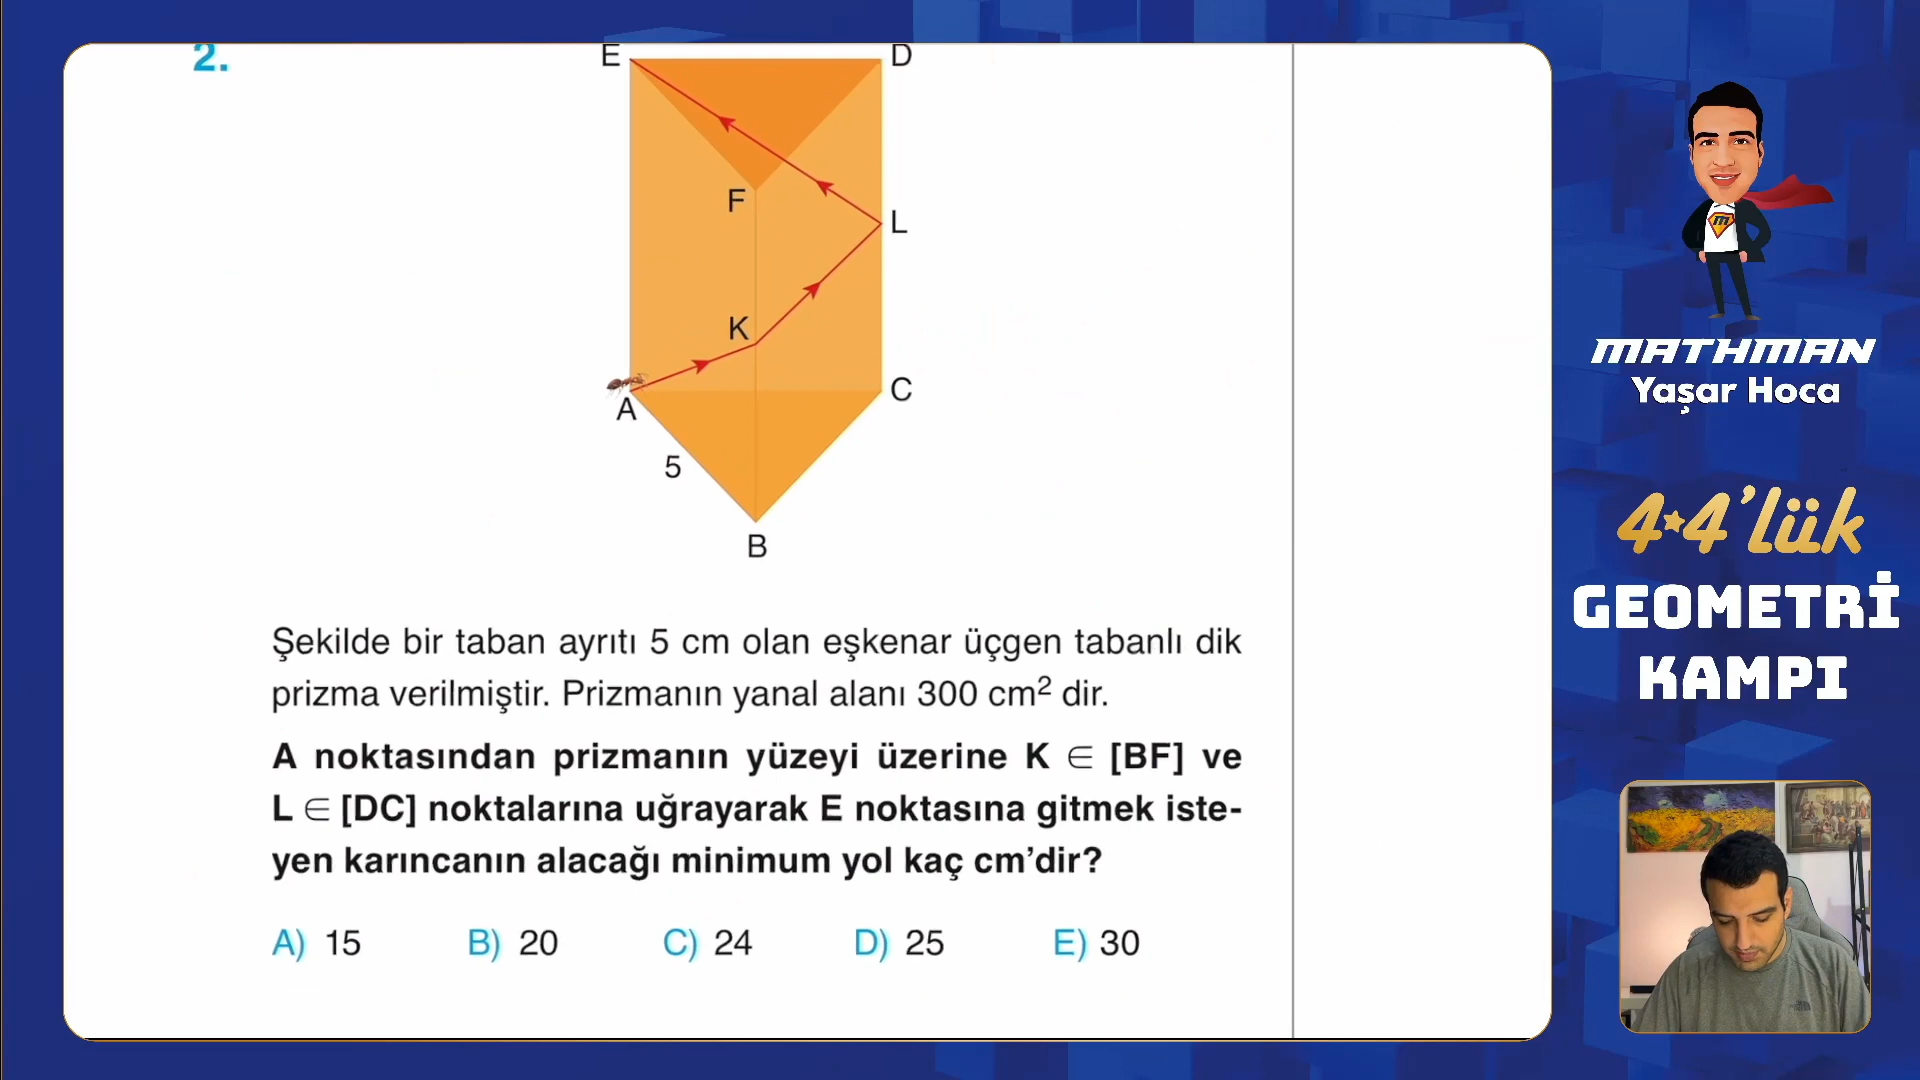 2.
E
D
F
L
K
A
C
5
B
Şekilde bir taban ayrıtı 5 cm olan eşkenar üçgen tabanlı dik
prizma verilmiştir. Prizmanın yanal alanı 300 cm² dir.
A noktasından prizmanın yüzeyi üzerine K ∈ [BF] ve
L ∈ [DC] noktalarına uğrayarak E noktasına gitmek iste-
yen karıncanın alacağı minimum yol kaç cm’dir?
A) 15 B) 20 C) 24 D) 25 E) 30
m
MATHMAN
Yaşar Hoca
4★4’lük
GEOMETRİ
KAMPI